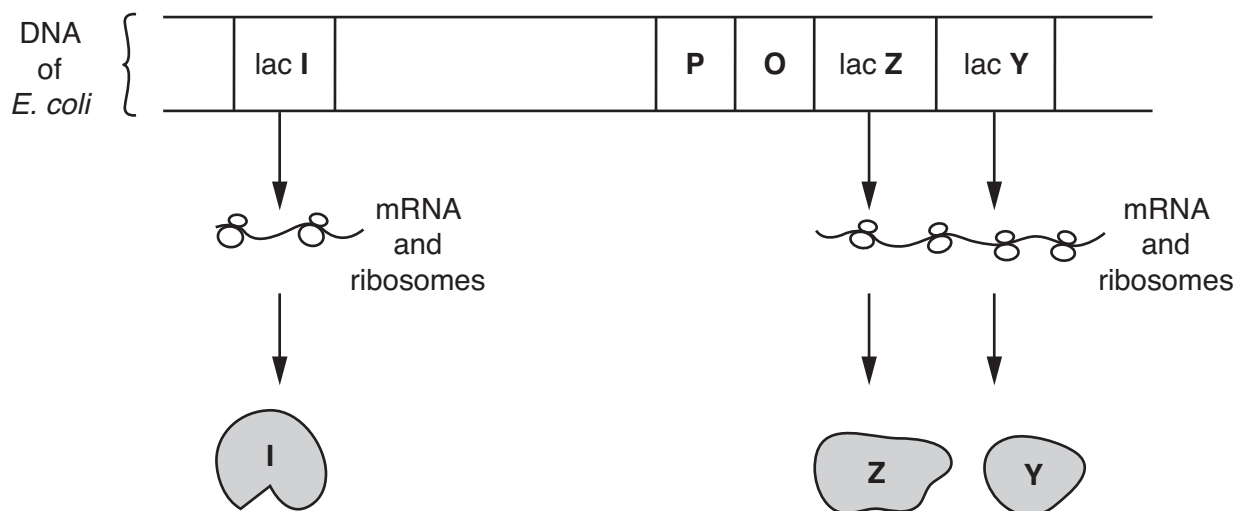 DNA
of
E. coli
lac I
P
O
lac Z
lac Y
mRNA
and
ribosomes
mRNA
and
ribosomes
I
Z
Y